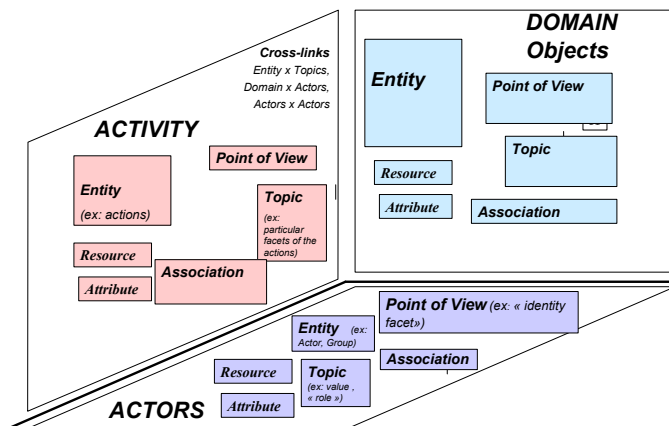 Cross-links
Entity x Topics,
Domain x Actors,
Actors x Actors
ACTIVITY
Point of View
Entity
(ex: actions)
Topic
(ex:
particular
facets of the
actions)
Resource
Association
Attribute
DOMAIN
Objects
Entity
Point of View
Topic
Resource
Attribute
Association
Point of View (ex: « identity
facet»)
Entity (ex:
Actor, Group)
Association
Resource
Topic
(ex: value ,
« role »)
Attribute
ACTORS